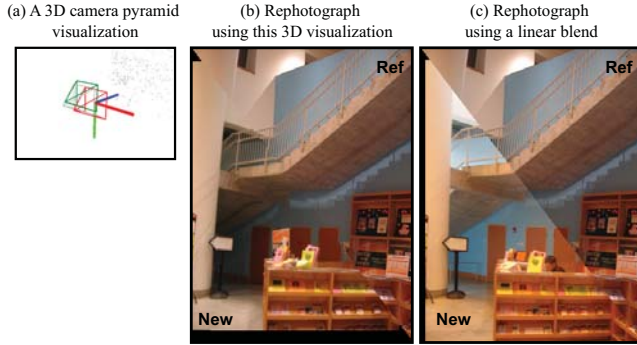 (a) A 3D camera pyramid
visualization
(b) Rephotograph
using this 3D visualization
(c) Rephotograph
using a linear blend
Ref
New
Ref
New